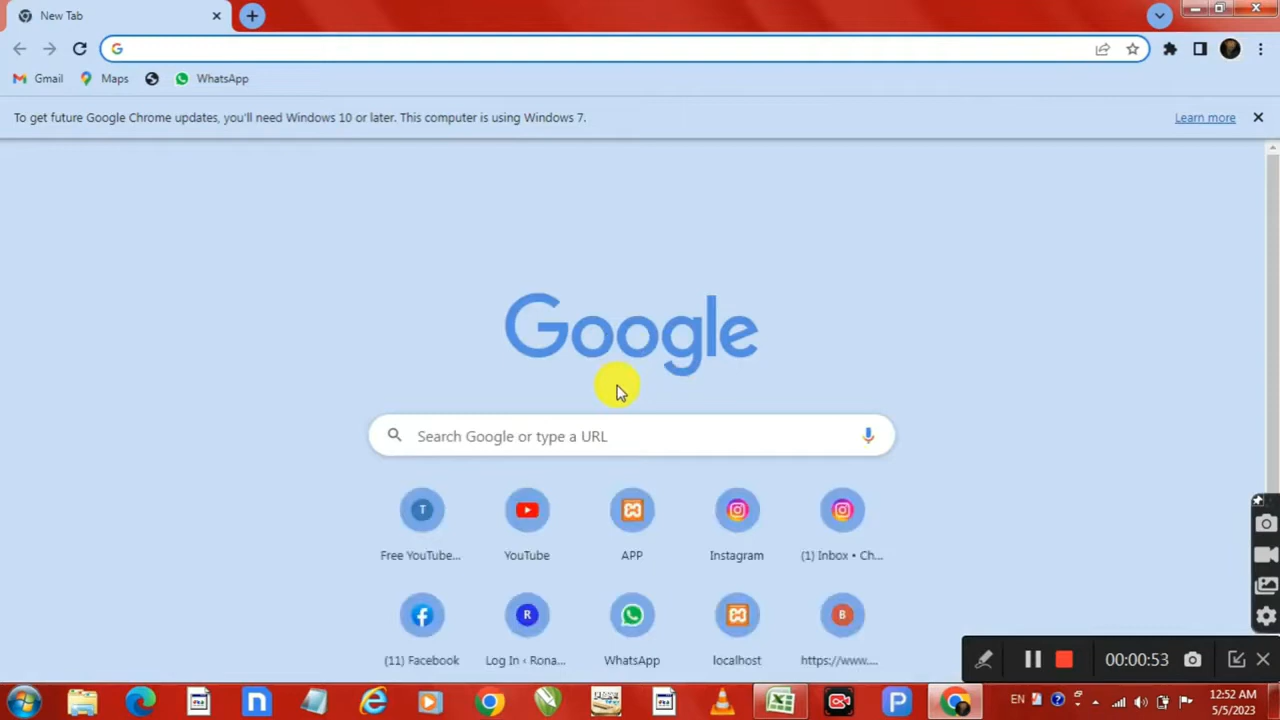 New Tab
Gmail Maps WhatsApp
To get future Google Chrome updates, you'll need Windows 10 or later. This computer is using Windows 7. Learn more
Google
Search Google or type a URL
T
Free YouTube... YouTube APP Instagram (1) Inbox • Ch...
R B
(11) Facebook Log In ‹ Rona... WhatsApp localhost https://www....
00:00:53
EN 12:52 AM
5/5/2023